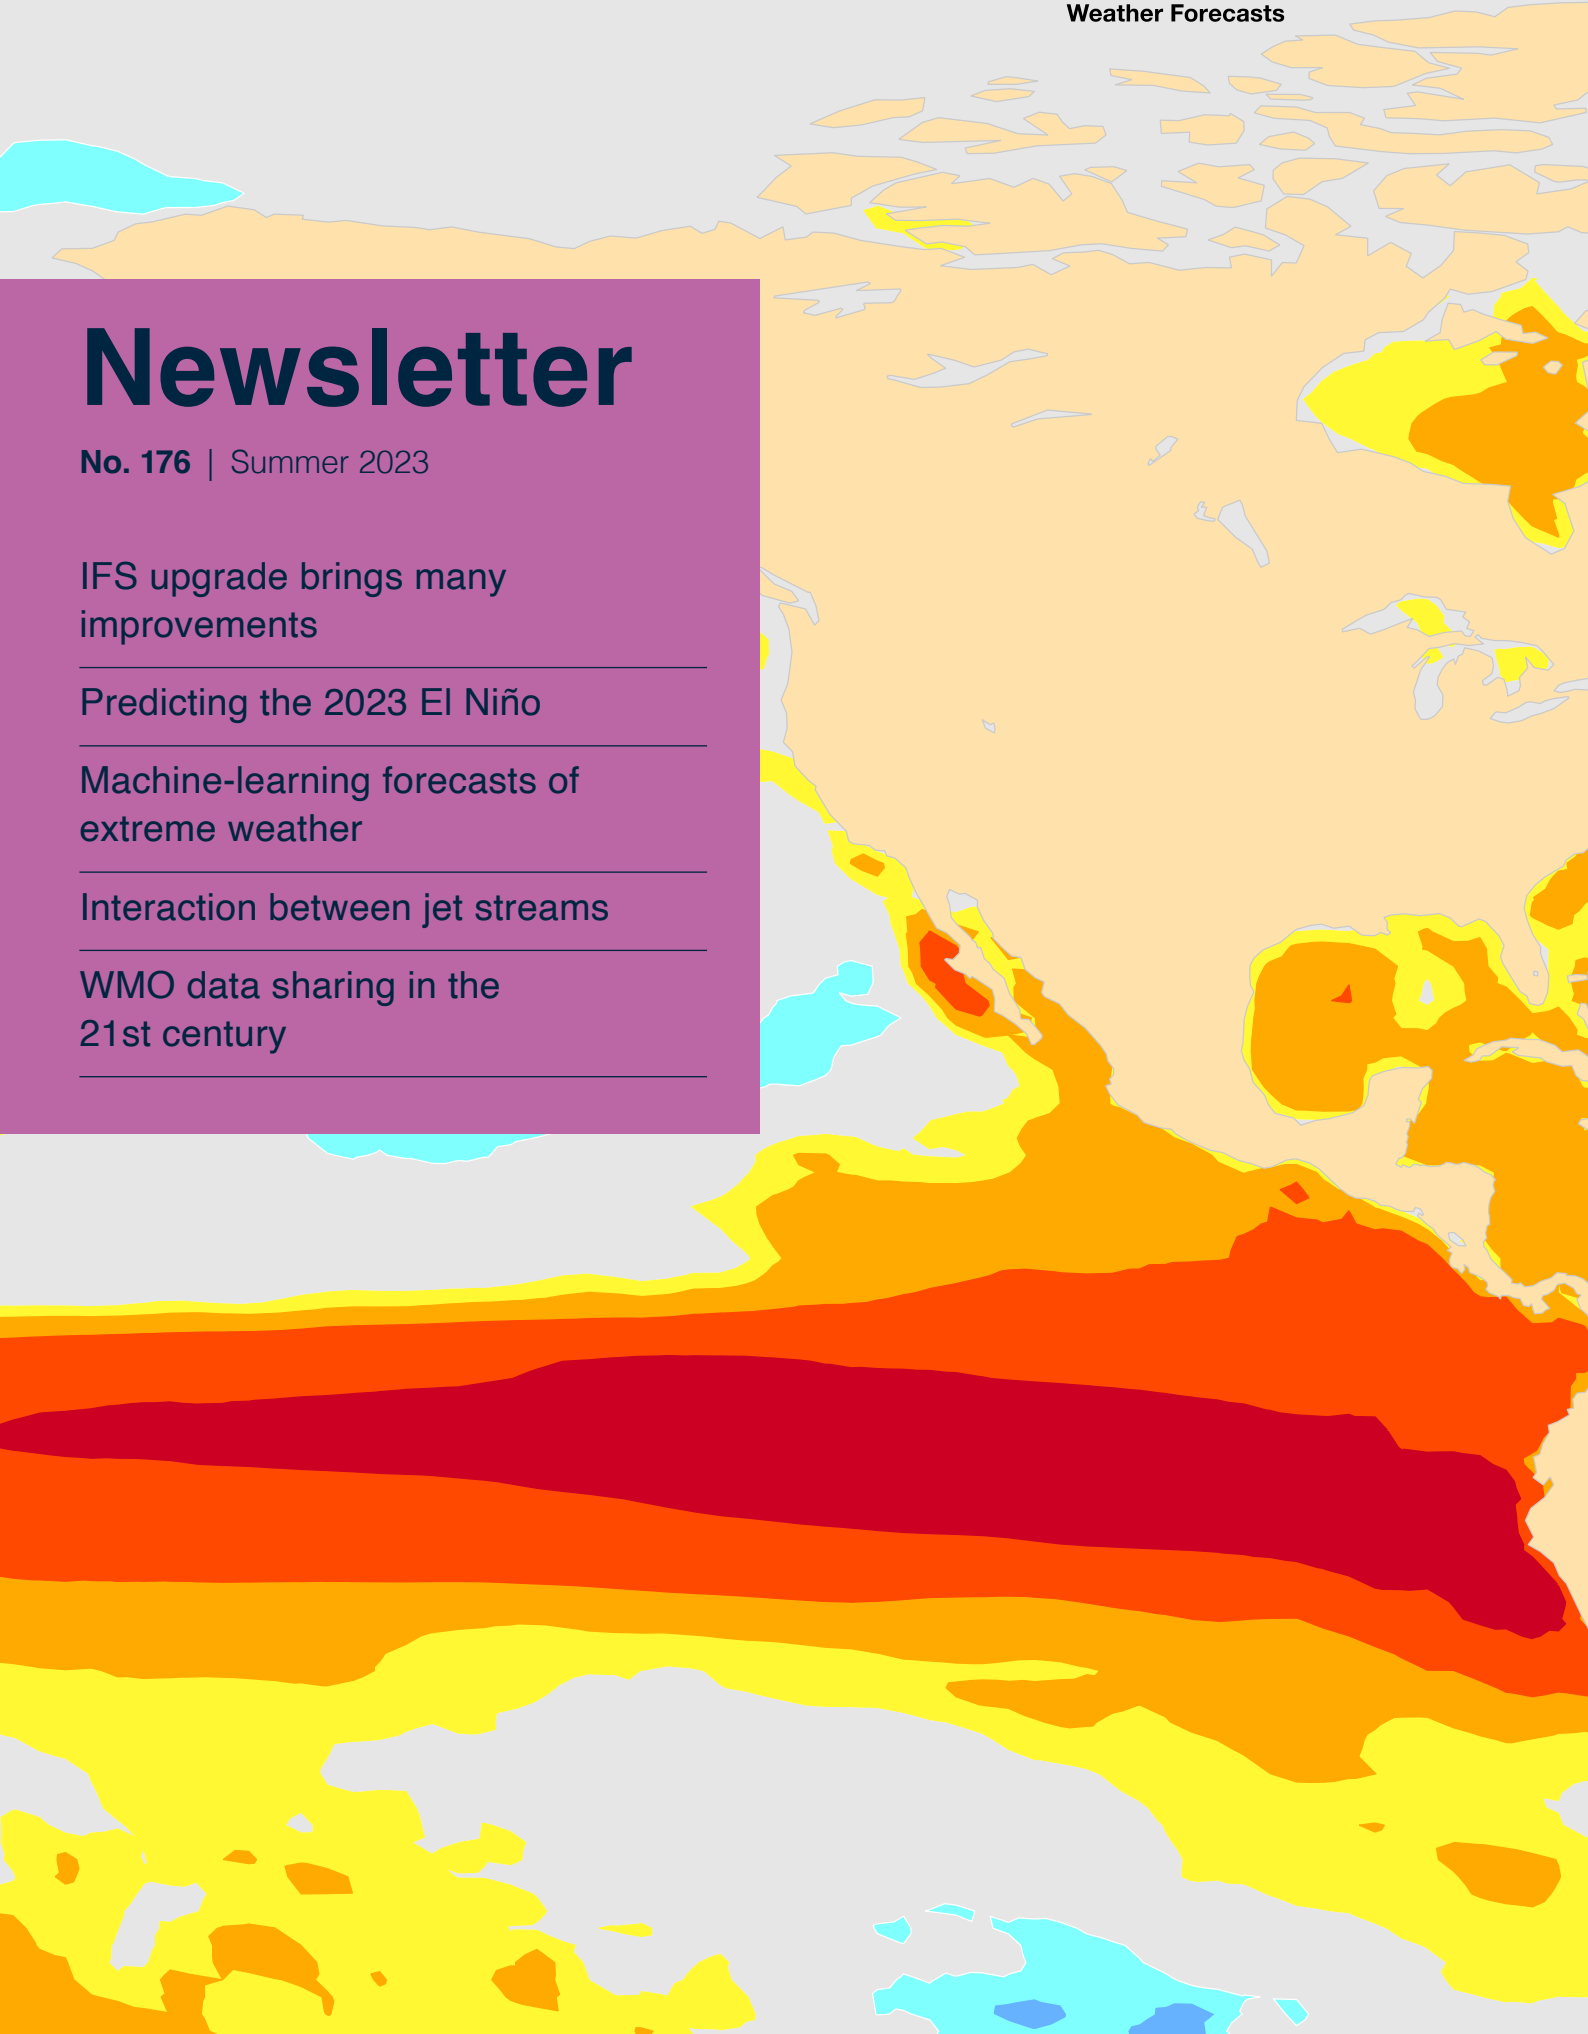 Weather Forecasts
Newsletter
No. 176 | Summer 2023
IFS upgrade brings many
improvements
Predicting the 2023 El Niño
Machine-learning forecasts of
extreme weather
Interaction between jet streams
WMO data sharing in the
21st century